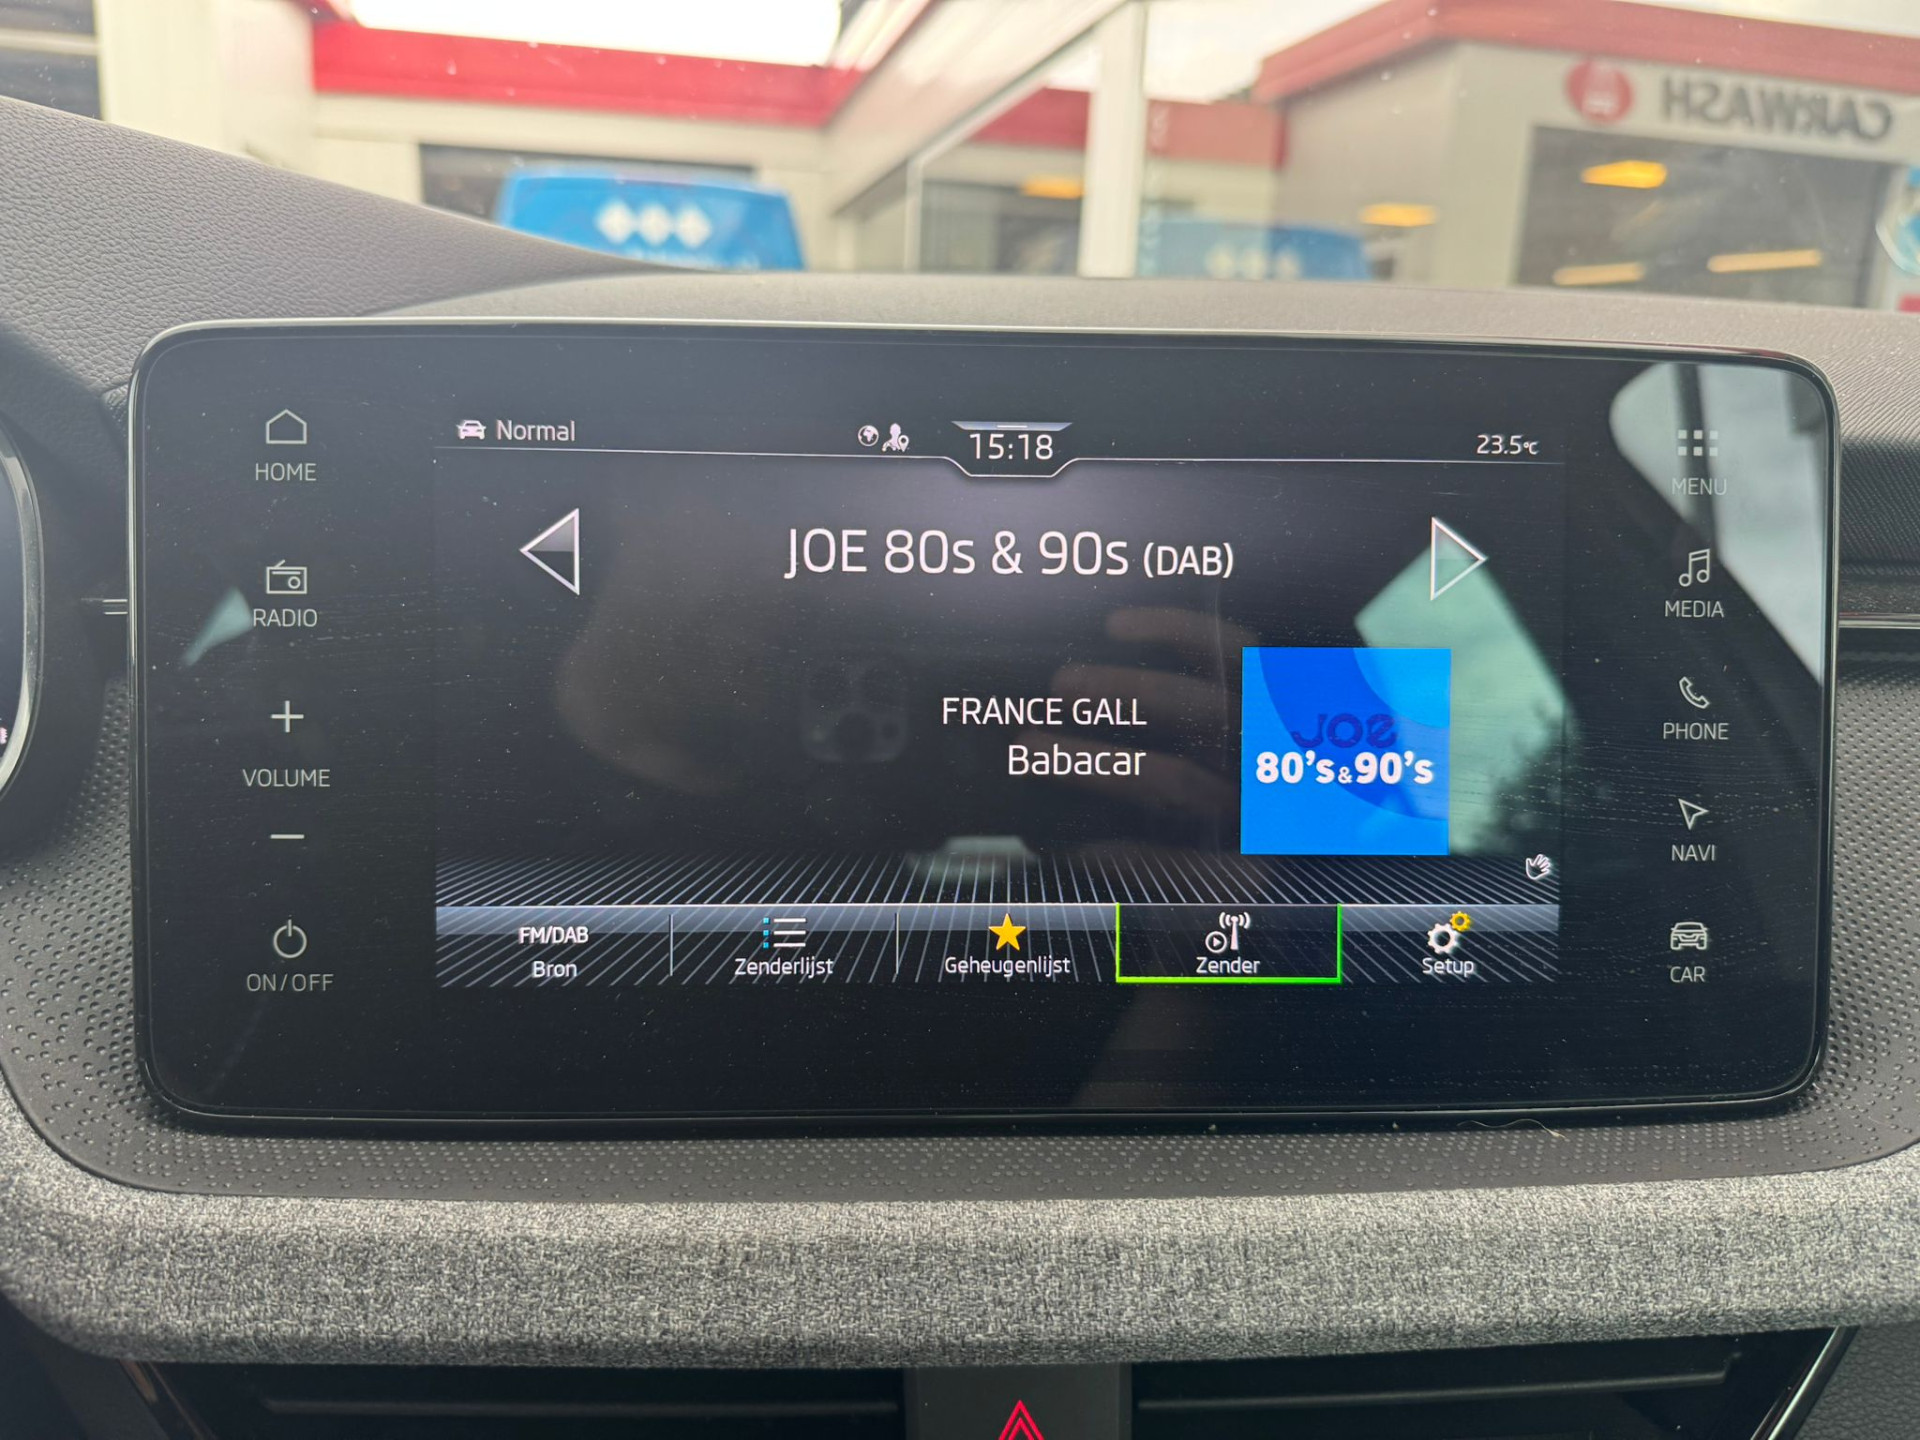 CARWASH
Normal
15:18
23.5°C
HOME
RADIO
VOLUME
ON/OFF
JOE 80s & 90s (DAB)
FRANCE GALL
Babacar
JOE
80's&90's
FM/DAB
Bron
Zenderlijst
Geheugenlijst
Zender
Setup
MENU
MEDIA
PHONE
NAVI
CAR